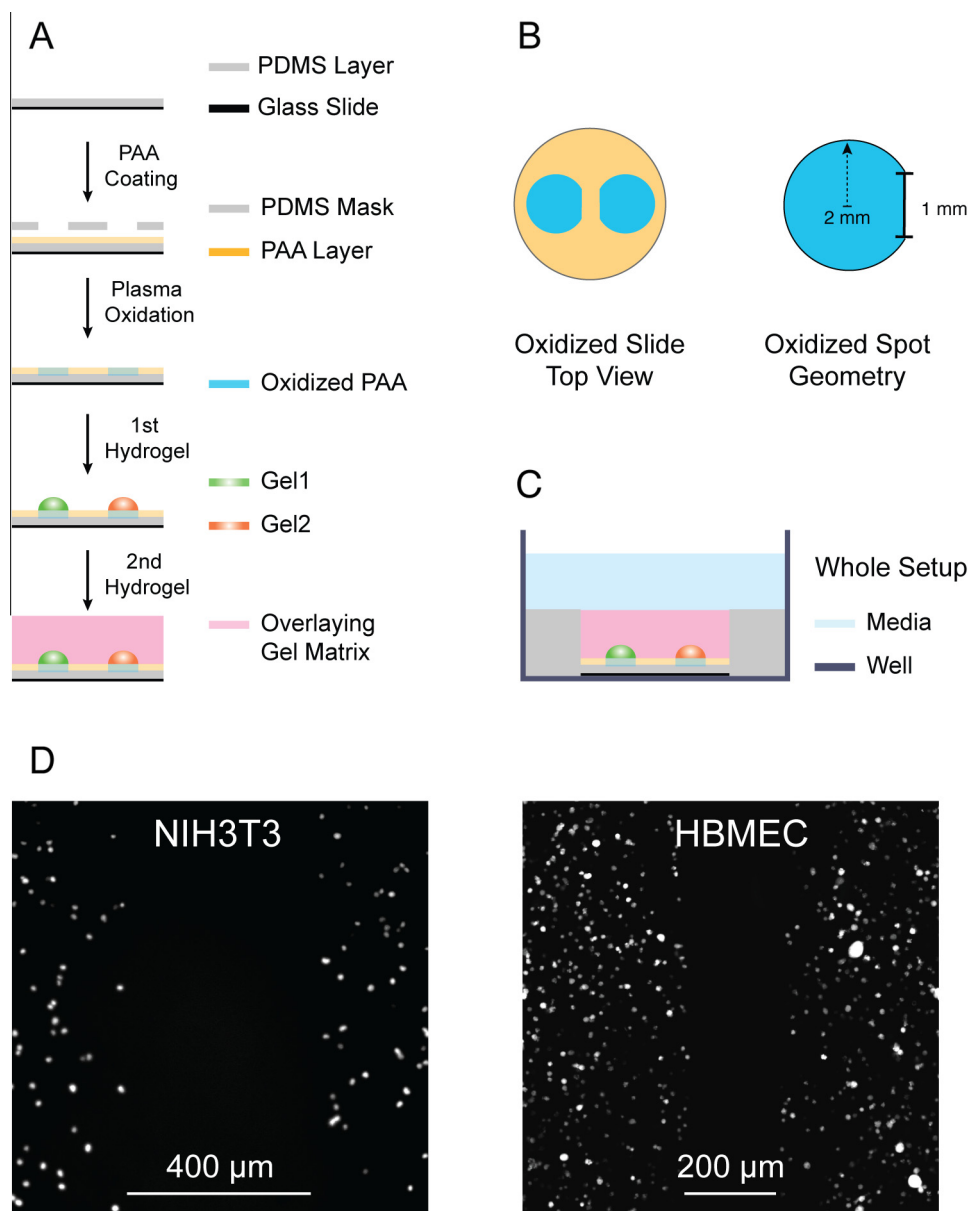 A
PDMS Layer
Glass Slide
PAA
Coating
PDMS Mask
PAA Layer
Plasma
Oxidation
Oxidized PAA
1st
Hydrogel
Gel1
Gel2
2nd
Hydrogel
Overlaying
Gel Matrix
B
2 mm
1 mm
Oxidized Slide
Top View
Oxidized Spot
Geometry
C
Whole Setup
Media
Well
D
NIH3T3
400 µm
HBMEC
200 µm